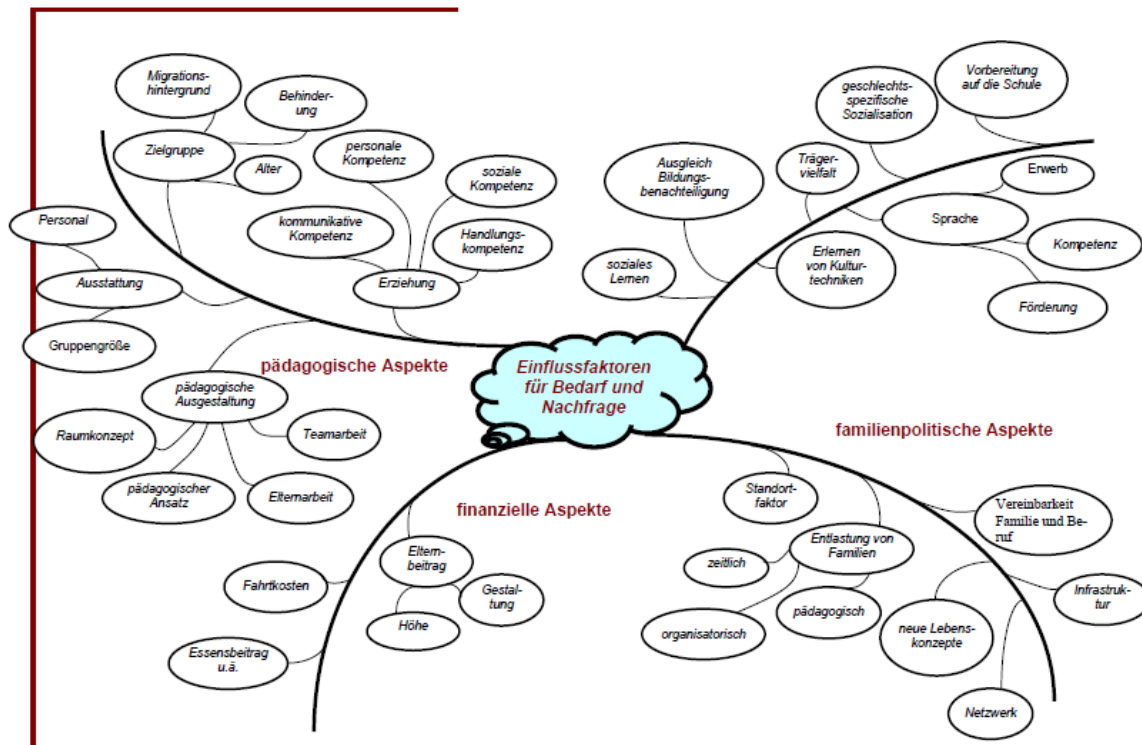 Migrations-
hintergrund
Behinder-
ung
Zielgruppe
Alter
personale
Kompetenz
soziale
Kompetenz
kommunikative
Kompetenz
Handlungs-
kompetenz
Erziehung
Personal
Ausstattung
Gruppengröße
pädagogische Aspekte
pädagogische
Ausgestaltung
Raumkonzept
Teamarbeit
pädagogischer
Ansatz
Elternarbeit
Einflussfaktoren
für Bedarf und
Nachfrage
Vorbereitung
auf die Schule
geschlechts-
spezifische
Sozialisation
Ausgleich
Bildungs-
benachteiligung
Träger-
vielfalt
Erwerb
Sprache
Kompetenz
Förderung
soziales
Lernen
Erlernen
von Kultur-
techniken
familienpolitische Aspekte
Standort-
faktor
Vereinbarkeit
Familie und Be-
ruf
Entlastung von
Familien
zeitlich
pädagogisch
organisatorisch
neue Lebens-
konzepte
Infrastruk-
tur
Netzwerk
finanzielle Aspekte
Eltern-
beitrag
Fahrtkosten
Gestal-
tung
Höhe
Essensbeitrag
u.ä.